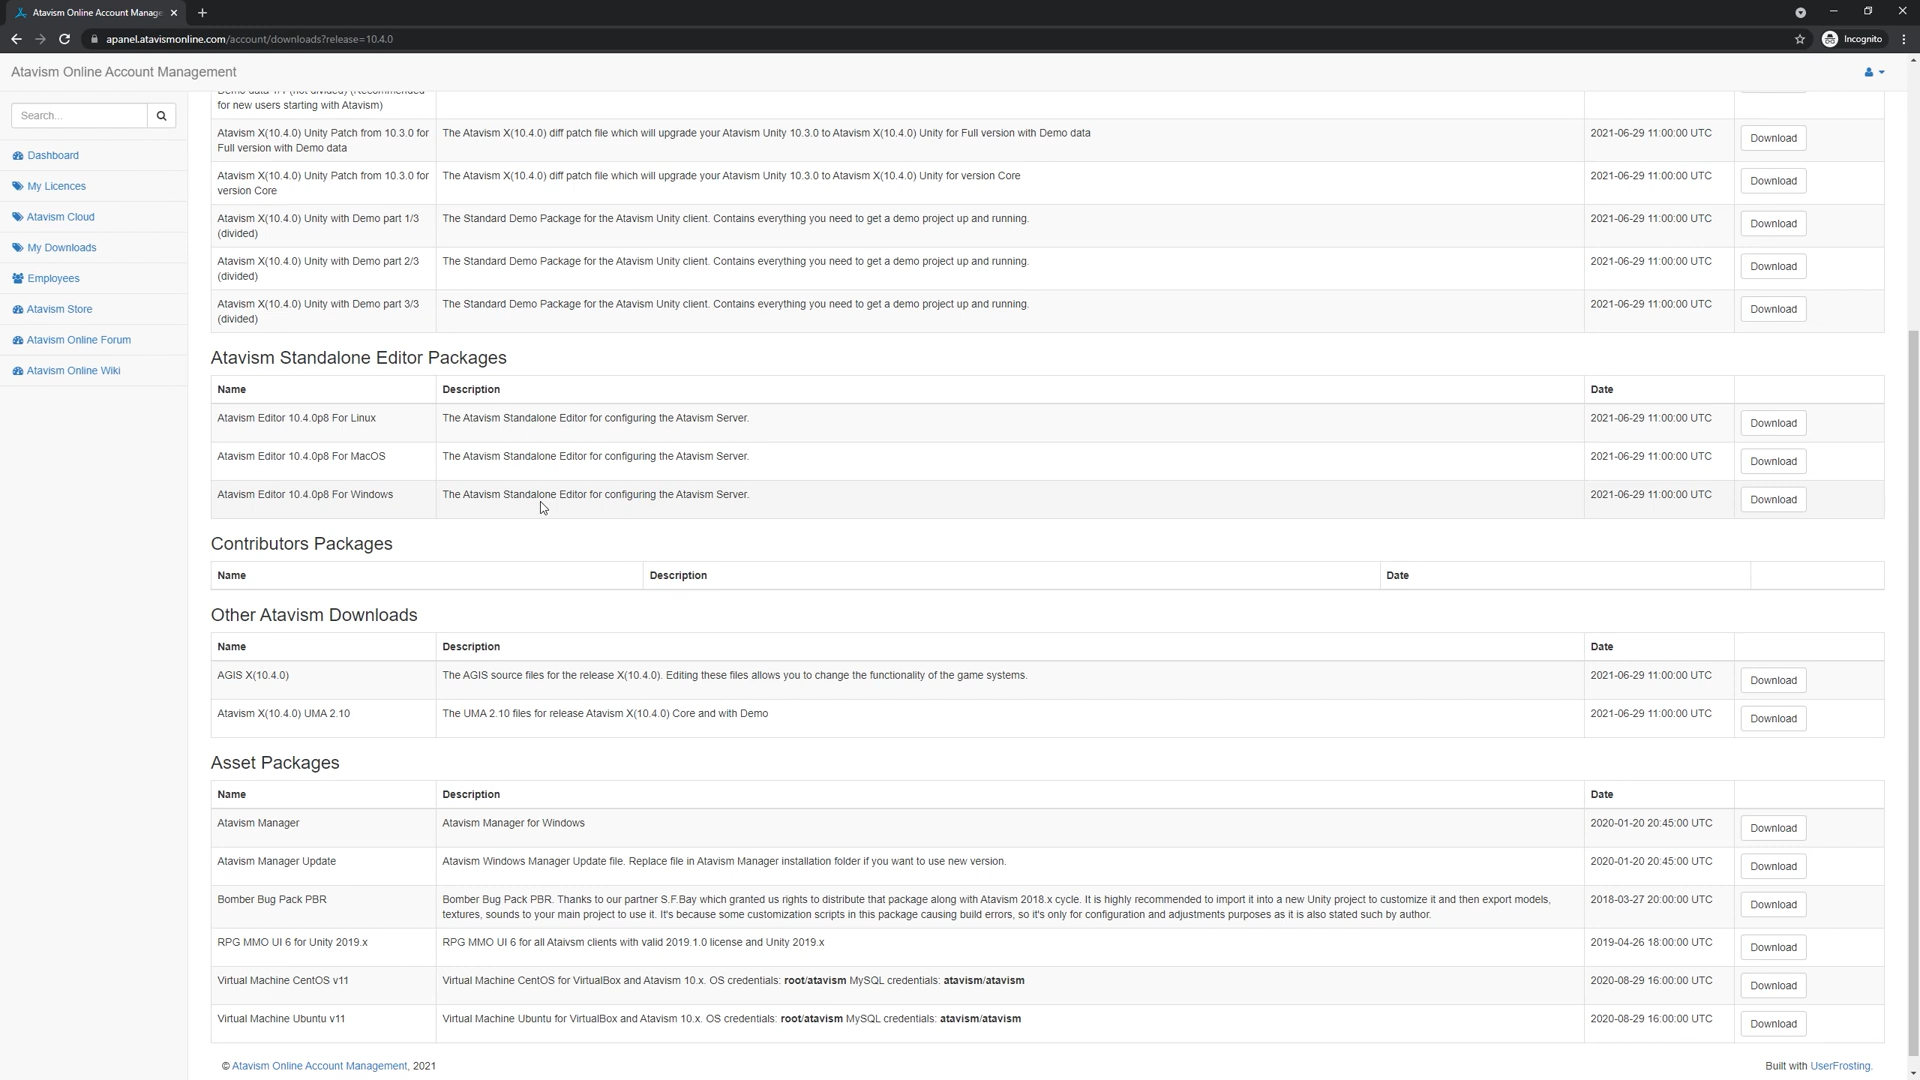 Atavism Online Account Manage
apanel.atavismonline.com/account/downloads?release=10.4.0
Incognito
Atavism Online Account Management
Search...
Dashboard
My Licences
Atavism Cloud
My Downloads
Employees
Atavism Store
Atavism Online Forum
Atavism Online Wiki
for new users starting with Atavism)
Atavism X(10.4.0) Unity Patch from 10.3.0 for
Full version with Demo data
The Atavism X(10.4.0) diff patch file which will upgrade your Atavism Unity 10.3.0 to Atavism X(10.4.0) Unity for Full version with Demo data
2021-06-29 11:00:00 UTC
Download
Atavism X(10.4.0) Unity Patch from 10.3.0 for
version Core
The Atavism X(10.4.0) diff patch file which will upgrade your Atavism Unity 10.3.0 to Atavism X(10.4.0) Unity for version Core
2021-06-29 11:00:00 UTC
Download
Atavism X(10.4.0) Unity with Demo part 1/3
(divided)
The Standard Demo Package for the Atavism Unity client. Contains everything you need to get a demo project up and running.
2021-06-29 11:00:00 UTC
Download
Atavism X(10.4.0) Unity with Demo part 2/3
(divided)
The Standard Demo Package for the Atavism Unity client. Contains everything you need to get a demo project up and running.
2021-06-29 11:00:00 UTC
Download
Atavism X(10.4.0) Unity with Demo part 3/3
(divided)
The Standard Demo Package for the Atavism Unity client. Contains everything you need to get a demo project up and running.
2021-06-29 11:00:00 UTC
Download
Atavism Standalone Editor Packages
Name Description Date
Atavism Editor 10.4.0p8 For Linux
The Atavism Standalone Editor for configuring the Atavism Server.
2021-06-29 11:00:00 UTC
Download
Atavism Editor 10.4.0p8 For MacOS
The Atavism Standalone Editor for configuring the Atavism Server.
2021-06-29 11:00:00 UTC
Download
Atavism Editor 10.4.0p8 For Windows
The Atavism Standalone Editor for configuring the Atavism Server.
2021-06-29 11:00:00 UTC
Download
Contributors Packages
Name Description Date
Other Atavism Downloads
Name Description Date
AGIS X(10.4.0)
The AGIS source files for the release X(10.4.0). Editing these files allows you to change the functionality of the game systems.
2021-06-29 11:00:00 UTC
Download
Atavism X(10.4.0) UMA 2.10
The UMA 2.10 files for release Atavism X(10.4.0) Core and with Demo
2021-06-29 11:00:00 UTC
Download
Asset Packages
Name Description Date
Atavism Manager
Atavism Manager for Windows
2020-01-20 20:45:00 UTC
Download
Atavism Manager Update
Atavism Windows Manager Update file. Replace file in Atavism Manager installation folder if you want to use new version.
2020-01-20 20:45:00 UTC
Download
Bomber Bug Pack PBR
Bomber Bug Pack PBR. Thanks to our partner S.F.Bay which granted us rights to distribute that package along with Atavism 2018.x cycle. It is highly recommended to import it into a new Unity project to customize it and then export models,
textures, sounds to your main project to use it. It's because some customization scripts in this package causing build errors, so it's only for configuration and adjustments purposes as it is also stated such by author.
2018-03-27 20:00:00 UTC
Download
RPG MMO UI 6 for Unity 2019.x
RPG MMO UI 6 for all Ataivsm clients with valid 2019.1.0 license and Unity 2019.x
2019-04-26 18:00:00 UTC
Download
Virtual Machine CentOS v11
Virtual Machine CentOS for VirtualBox and Atavism 10.x. OS credentials: root/atavism MySQL credentials: atavism/atavism
2020-08-29 16:00:00 UTC
Download
Virtual Machine Ubuntu v11
Virtual Machine Ubuntu for VirtualBox and Atavism 10.x. OS credentials: root/atavism MySQL credentials: atavism/atavism
2020-08-29 16:00:00 UTC
Download
© Atavism Online Account Management, 2021
Built with UserFrosting.